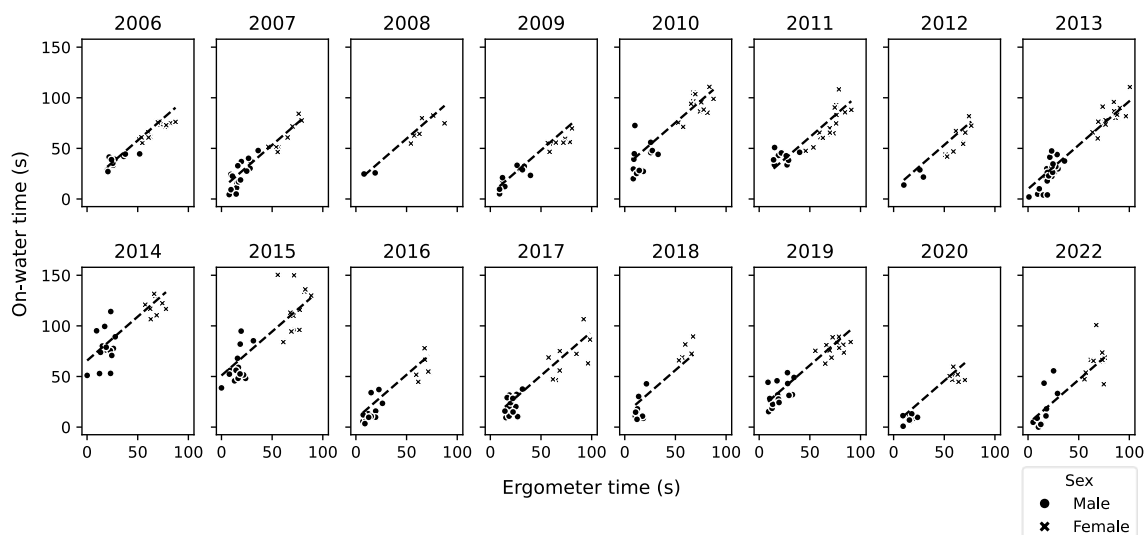 2006 2007 2008 2009 2010 2011 2012 2013
150
100
50
0
On-water time (s)
2014 2015 2016 2017 2018 2019 2020 2022
150
100
50
0
0 50 100 0 50 100 0 50 100 0 50 100 0 50 100 0 50 100 0 50 100 0 50 100
Ergometer time (s)
Sex
Male
Female